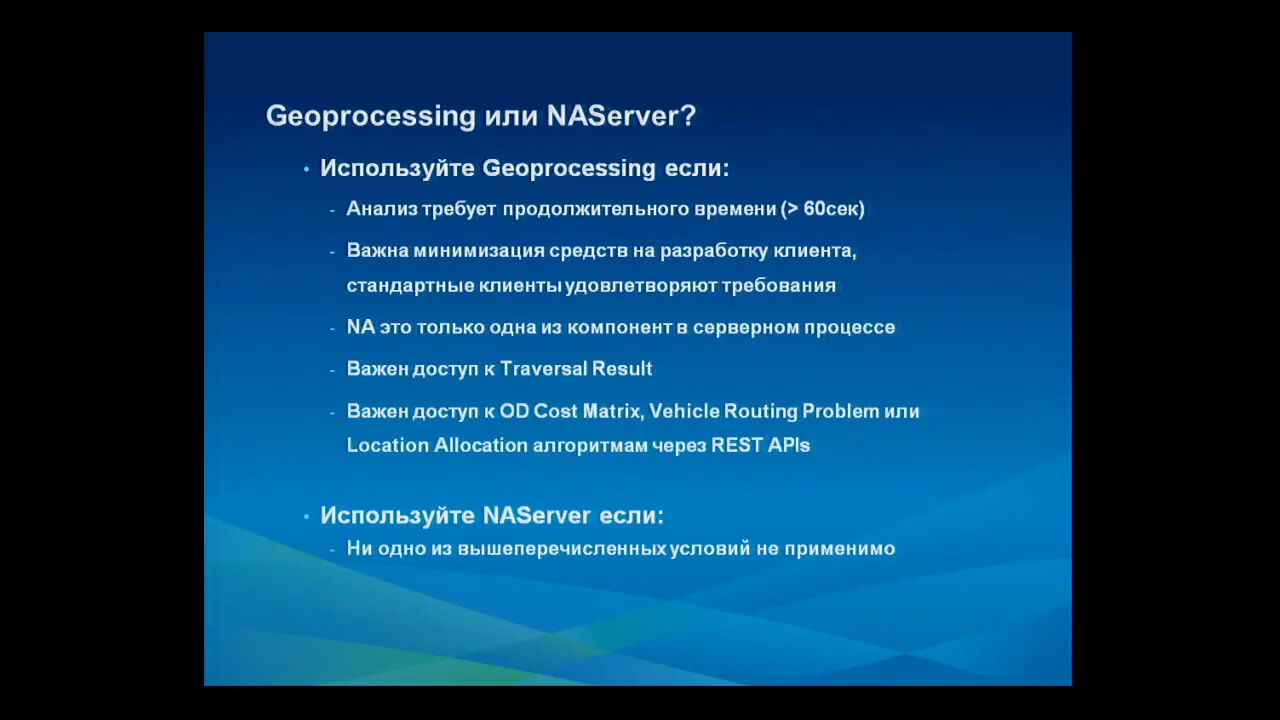 Geoprocessing или NAServer?
• Используйте Geoprocessing если:
- Анализ требует продолжительного времени (> 60сек)
- Важна минимизация средств на разработку клиента,
стандартные клиенты удовлетворяют требования
- NA это только одна из компонент в серверном процессе
- Важен доступ к Traversal Result
- Важен доступ к OD Cost Matrix, Vehicle Routing Problem или
Location Allocation алгоритмам через REST APIs
• Используйте NAServer если:
- Ни одно из вышеперечисленных условий не применимо